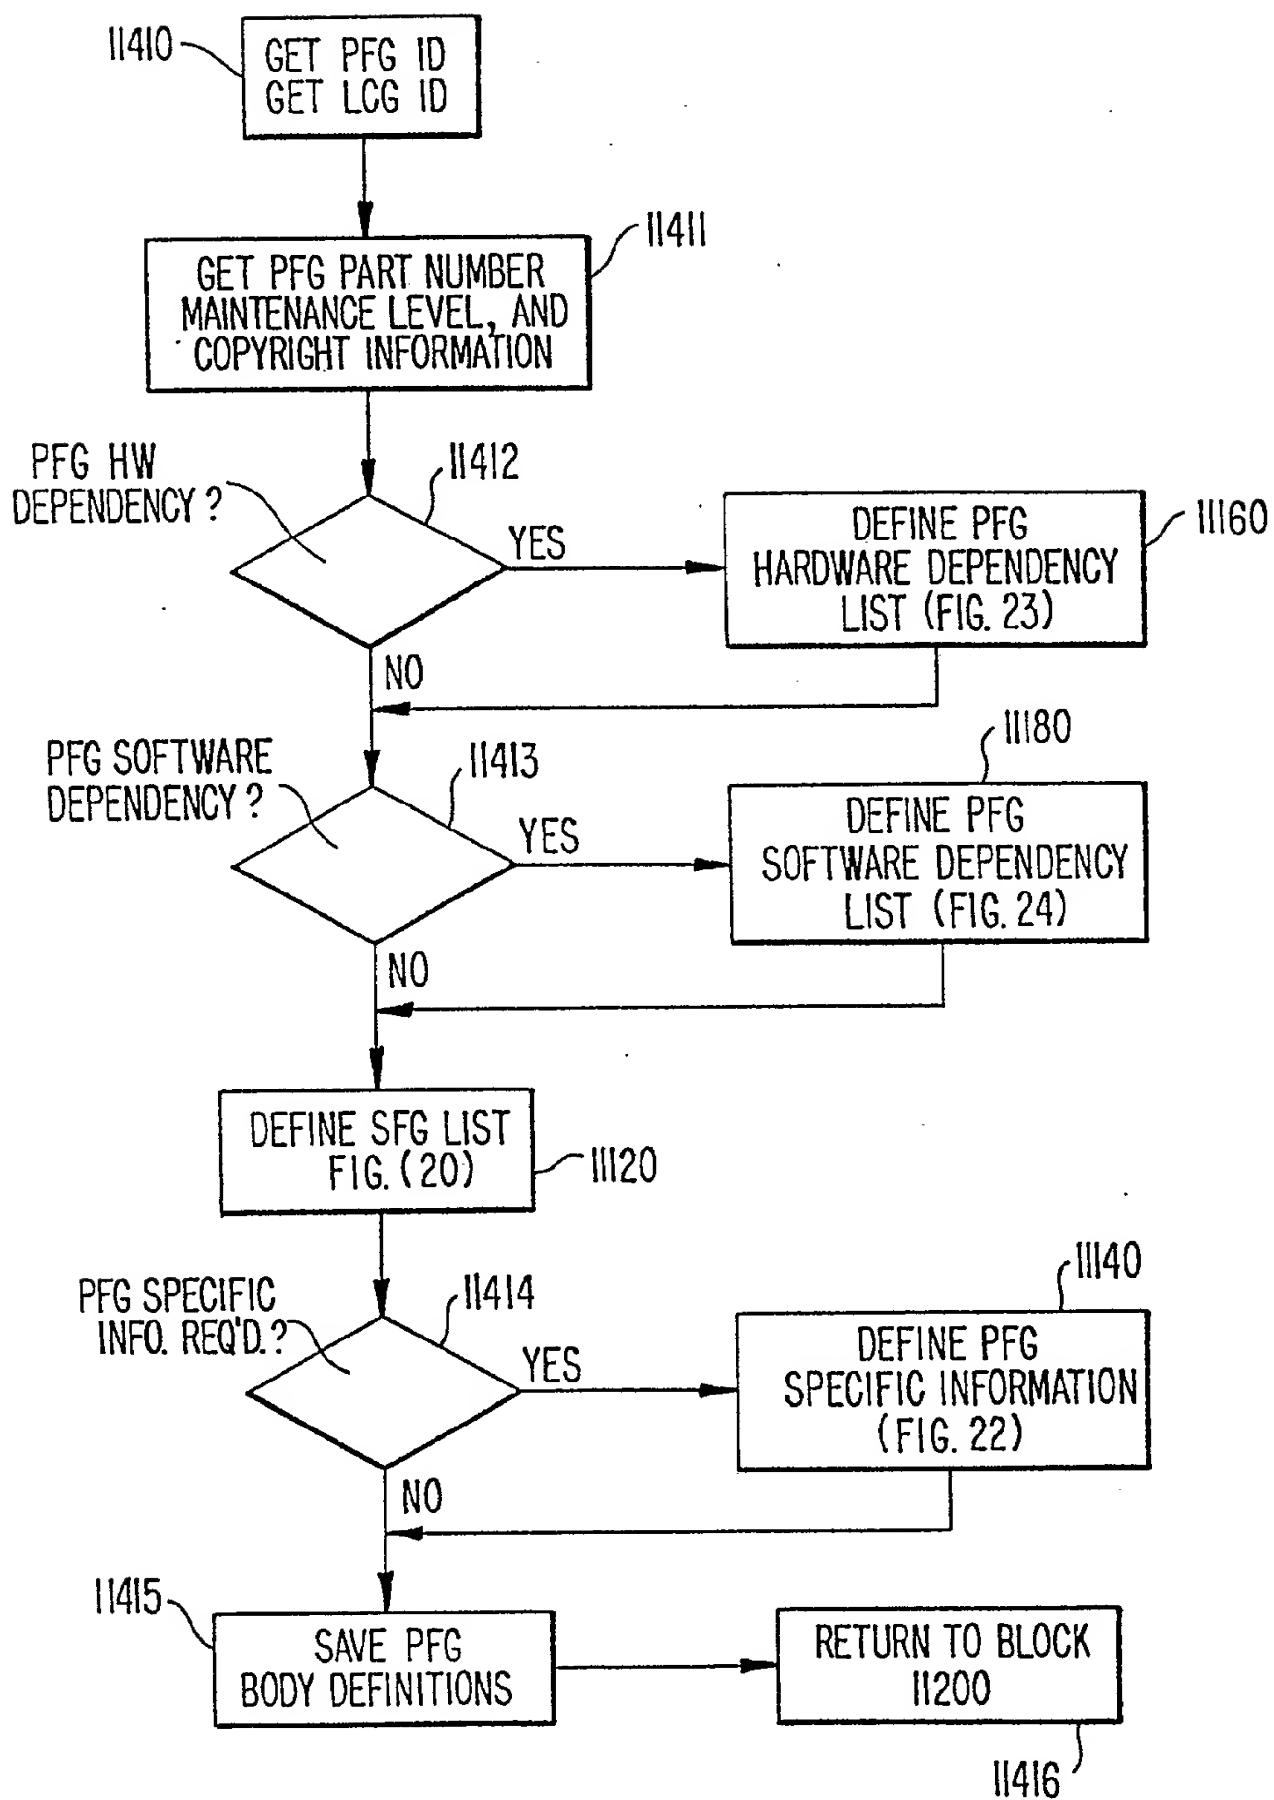 11410
GET PFG ID
GET LCG ID
11411
GET PFG PART NUMBER
MAINTENANCE LEVEL, AND
COPYRIGHT INFORMATION
PFG HW
DEPENDENCY?
11412
YES
NO
DEFINE PFG
HARDWARE DEPENDENCY
LIST (FIG. 23)
11160
PFG SOFTWARE
DEPENDENCY?
11413
YES
NO
11180
DEFINE PFG
SOFTWARE DEPENDENCY
LIST (FIG. 24)
DEFINE SFG LIST
FIG. (20)
11120
PFG SPECIFIC
INFO. REQ'D.?
11414
YES
NO
11140
DEFINE PFG
SPECIFIC INFORMATION
(FIG. 22)
11415
SAVE PFG
BODY DEFINITIONS
RETURN TO BLOCK
11200
11416